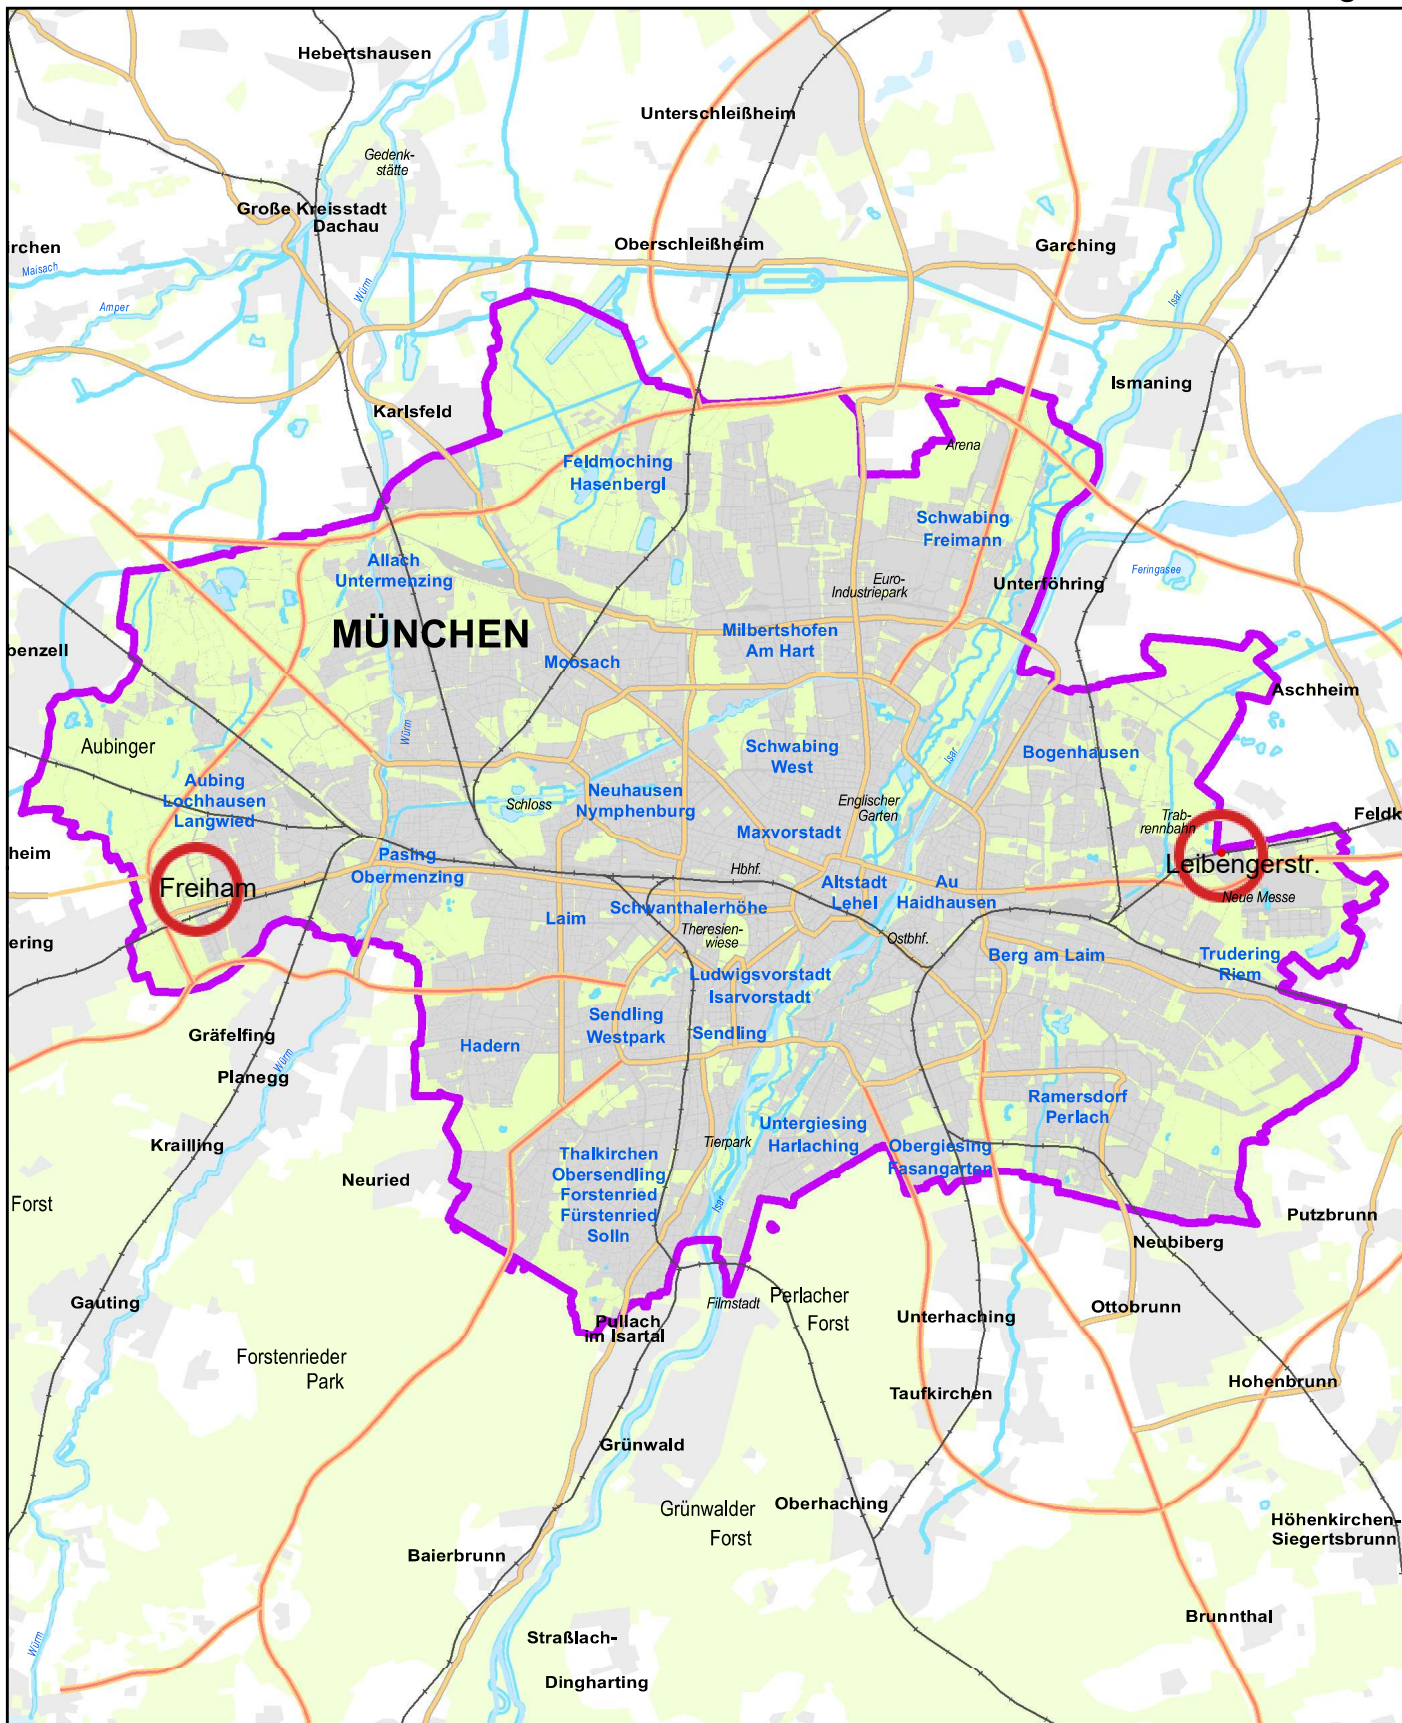 Hebertshausen
Unterschleißheim
Gedenk-
stätte
Große Kreisstadt
Dachau
irchen
Maisach
Amper
Würm
Oberschleißheim
Garching
Isar
Ismaning
Karlsfeld
Arena
Feldmoching
Hasenbergl
Schwabing
Freimann
Allach
Untermenzing
Euro-
Industriepark
Unterföhring
Feringasee
MÜNCHEN
Milbertshofen
Am Hart
benzell
Moosach
Aschheim
Aubinger
Würm
Schwabing
West
Isar
Bogenhausen
Aubing
Lochhausen
Langwied
Schloss
Neuhausen
Nymphenburg
Englischer
Garten
Trab-
rennbahn
Feldk
Maxvorstadt
heim
Pasing
Obermenzing
Hbhf.
Leibengerstr.
Freiham
Altstadt
Lehel
Au
Haidhausen
Neue Messe
Laim
Schwanthalerhöhe
Theresien-
wiese
Ostbhf.
ering
Berg am Laim
Trudering
Riem
Ludwigsvorstadt
Isarvorstadt
Sendling
Westpark
Sendling
Gräfelfing
Hadern
Würm
Planegg
Ramersdorf
Perlach
Krailling
Untergiesing
Harlaching
Tierpark
Obergiesing
Fasangarten
Thalkirchen
Obersendling
Forstenried
Fürstenried
Solln
Neuried
Forst
Isar
Putzbrunn
Neubiberg
Gauting
Filmstadt
Perlacher
Forst
Unterhaching
Ottobrunn
Pullach
im Isartal
Forstenrieder
Park
Taufkirchen
Hohenbrunn
Grünwald
Grünwalder
Forst
Oberhaching
Höhenkirchen-
Siegertsbrunn
Baierbrunn
Brunnthal
Würm
Straßlach-
Dingharting